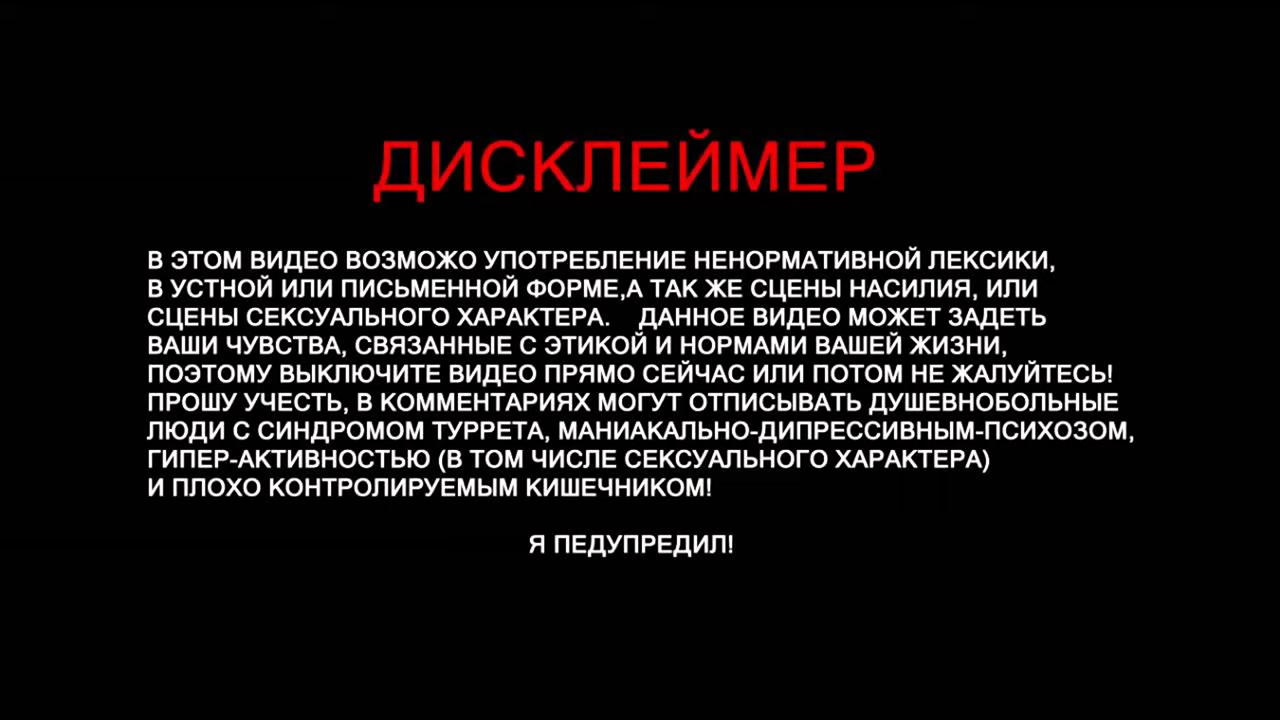 ДИСКЛЕЙМЕР
В ЭТОМ ВИДЕО ВОЗМОЖО УПОТРЕБЛЕНИЕ НЕНОРМАТИВНОЙ ЛЕКСИКИ,
В УСТНОЙ ИЛИ ПИСЬМЕННОЙ ФОРМЕ,А ТАК ЖЕ СЦЕНЫ НАСИЛИЯ, ИЛИ
СЦЕНЫ СЕКСУАЛЬНОГО ХАРАКТЕРА. ДАННОЕ ВИДЕО МОЖЕТ ЗАДЕТЬ
ВАШИ ЧУВСТВА, СВЯЗАННЫЕ С ЭТИКОЙ И НОРМАМИ ВАШЕЙ ЖИЗНИ,
ПОЭТОМУ ВЫКЛЮЧИТЕ ВИДЕО ПРЯМО СЕЙЧАС ИЛИ ПОТОМ НЕ ЖАЛУЙТЕСЬ!
ПРОШУ УЧЕСТЬ, В КОММЕНТАРИЯХ МОГУТ ОТПИСЫВАТЬ ДУШЕВНОБОЛЬНЫЕ
ЛЮДИ С СИНДРОМОМ ТУРРЕТА, МАНИАКАЛЬНО-ДИПРЕССИВНЫМ-ПСИХОЗОМ,
ГИПЕР-АКТИВНОСТЬЮ (В ТОМ ЧИСЛЕ СЕКСУАЛЬНОГО ХАРАКТЕРА)
И ПЛОХО КОНТРОЛИРУЕМЫМ КИШЕЧНИКОМ!
Я ПЕДУПРЕДИЛ!